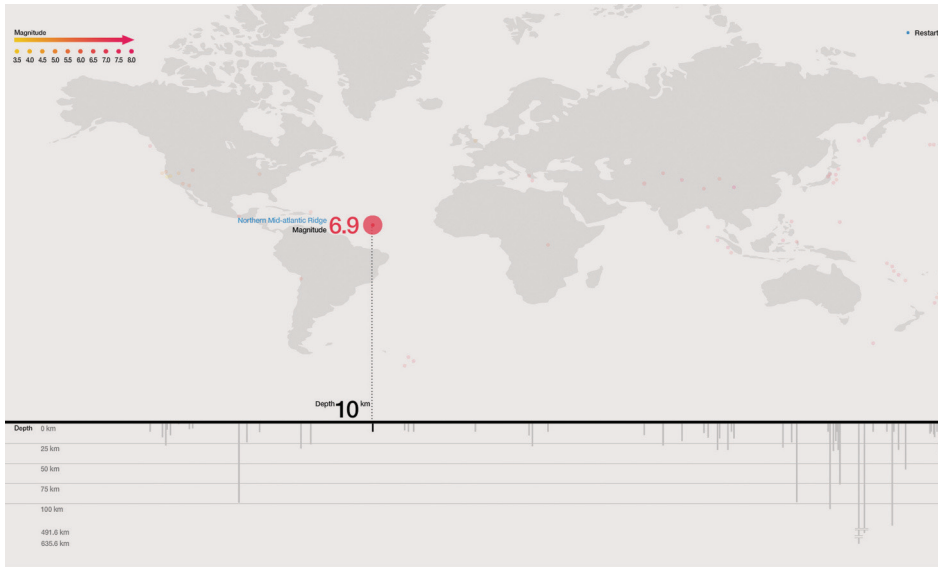 Magnitude
3.5 4.0 4.5 5.0 5.5 6.0 6.5 7.0 7.5 8.0
Restart
Northern Mid-atlantic Ridge
Magnitude 6.9
Depth 10 km
Depth 0 km
25 km
50 km
75 km
100 km
491.6 km
635.6 km